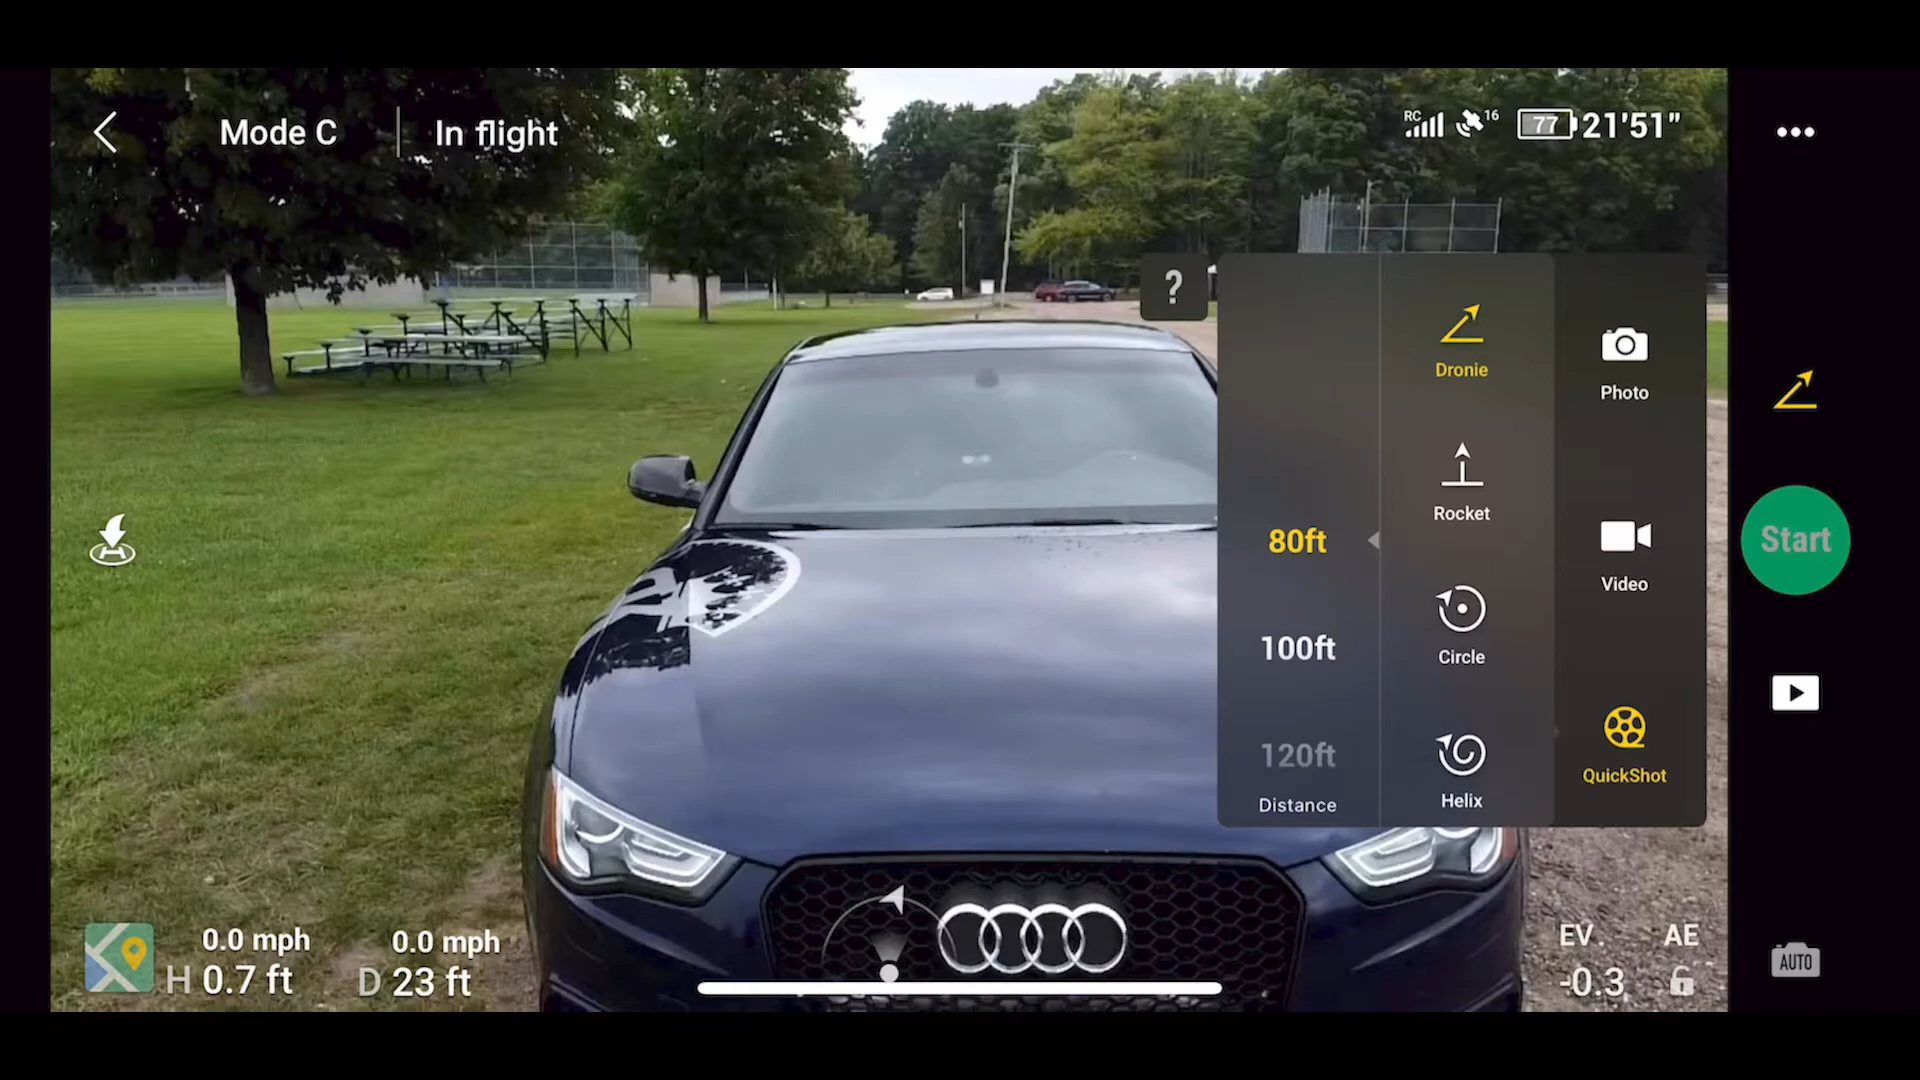 Mode C
In flight
RC
16
77
21'51"
?
Dronie
Photo
Rocket
80ft
Start
Video
100ft
Circle
120ft
Distance
Helix
QuickShot
0.0 mph
0.0 mph
H 0.7 ft
D 23 ft
EV
AE
-0.3
AUTO